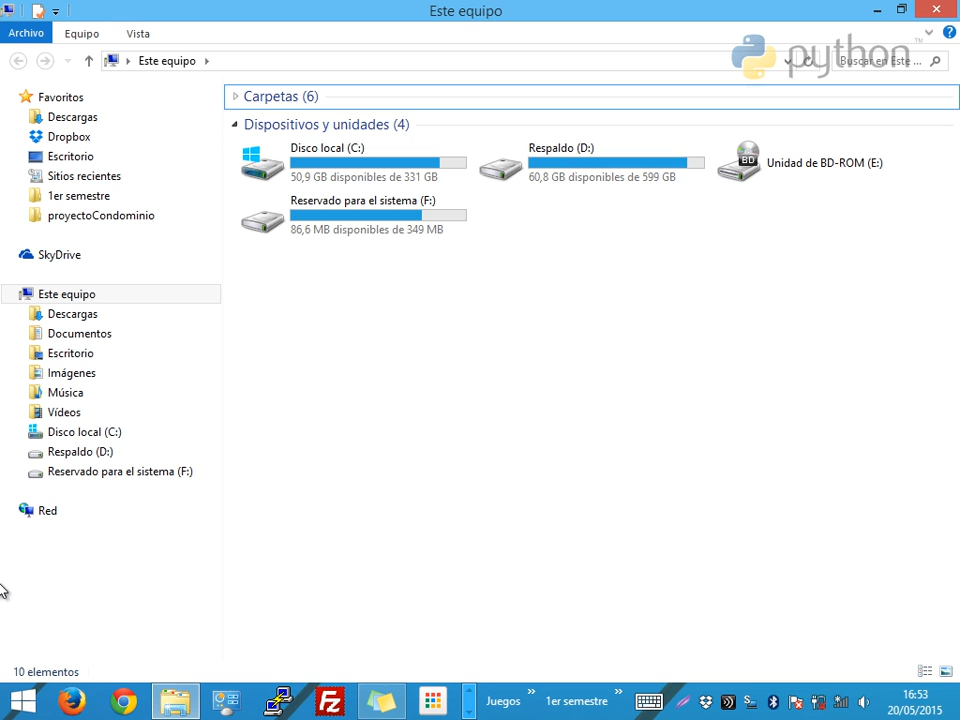 Este equipo
Archivo Equipo Vista
Este equipo
Buscar en Este ...
python™
Favoritos
Descargas
Dropbox
Escritorio
Sitios recientes
1er semestre
proyectoCondominio
SkyDrive
Este equipo
Descargas
Documentos
Escritorio
Imágenes
Música
Vídeos
Disco local (C:)
Respaldo (D:)
Reservado para el sistema (F:)
Red
Carpetas (6)
Dispositivos y unidades (4)
Disco local (C:)
50,9 GB disponibles de 331 GB
Respaldo (D:)
60,8 GB disponibles de 599 GB
BD
Unidad de BD-ROM (E:)
Reservado para el sistema (F:)
86,6 MB disponibles de 349 MB
10 elementos
Fz
Juegos »
1er semestre »
16:53
20/05/2015